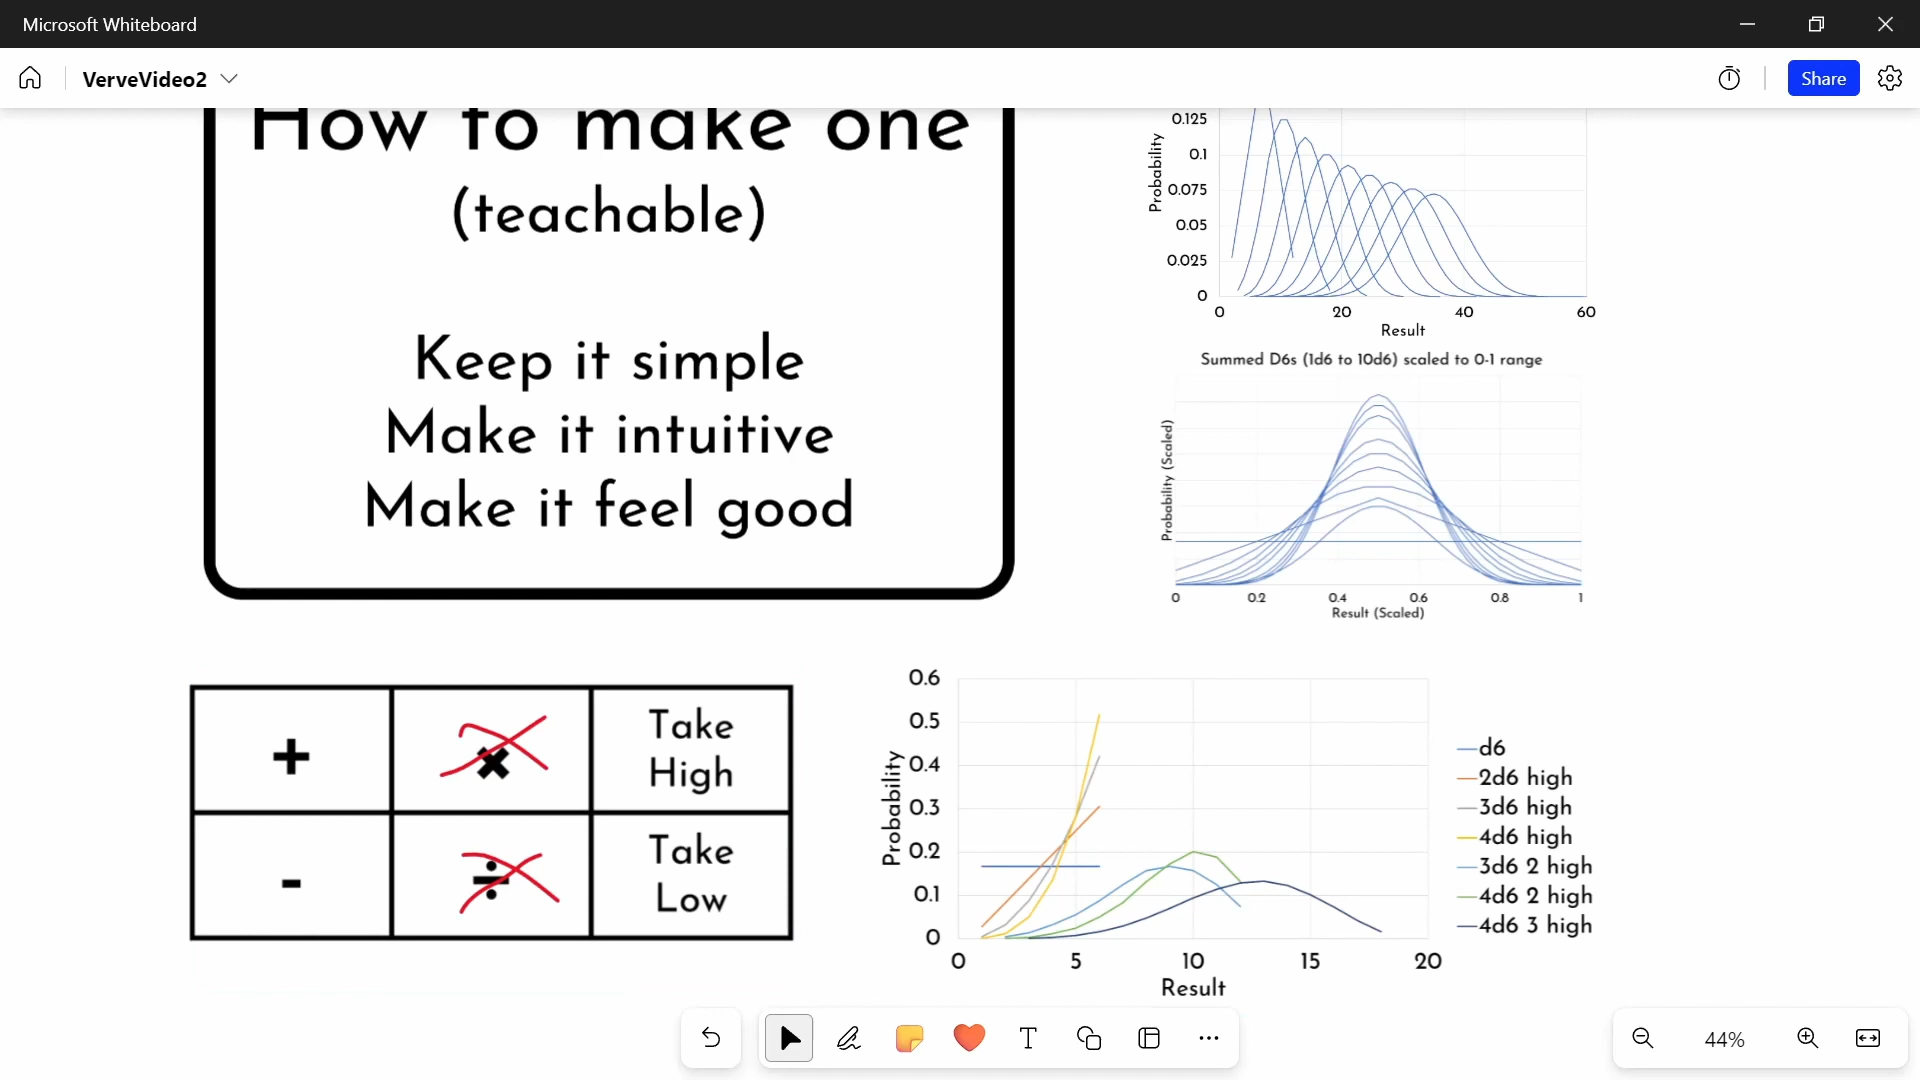 Microsoft Whiteboard
VerveVideo2
Share
How to make one
(teachable)
Keep it simple
Make it intuitive
Make it feel good
0.125
0.1
0.075
0.05
0.025
0
Probability
0 20 40 60
Result
Summed D6s (1d6 to 10d6) scaled to 0-1 range
Probability (Scaled)
0 0.2 0.4 0.6 0.8 1
Result (Scaled)
+ × Take
High
- ÷ Take
Low
0.6
0.5
0.4
0.3
0.2
0.1
0
Probability
0 5 10 15 20
Result
d6
2d6 high
3d6 high
4d6 high
3d6 2 high
4d6 2 high
4d6 3 high
44%